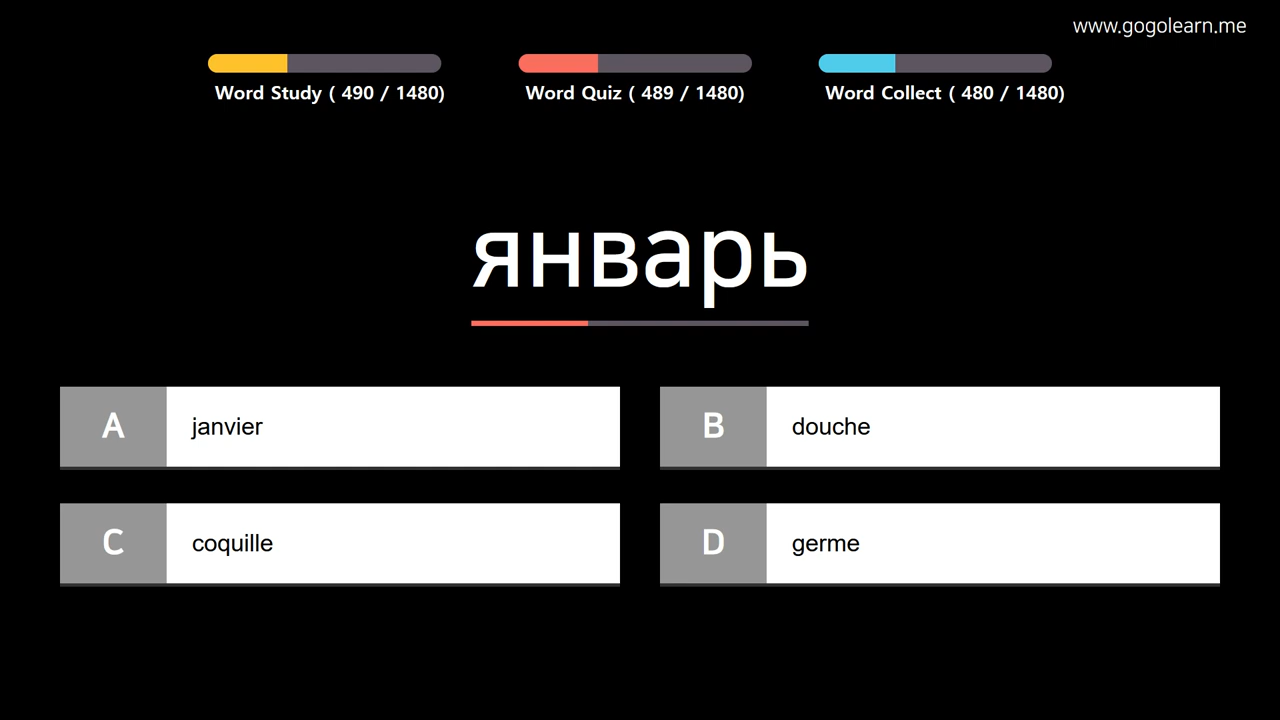 www.gogolearn.me
Word Study ( 490 / 1480)
Word Quiz ( 489 / 1480)
Word Collect ( 480 / 1480)
январь
A janvier
B douche
C coquille
D germe